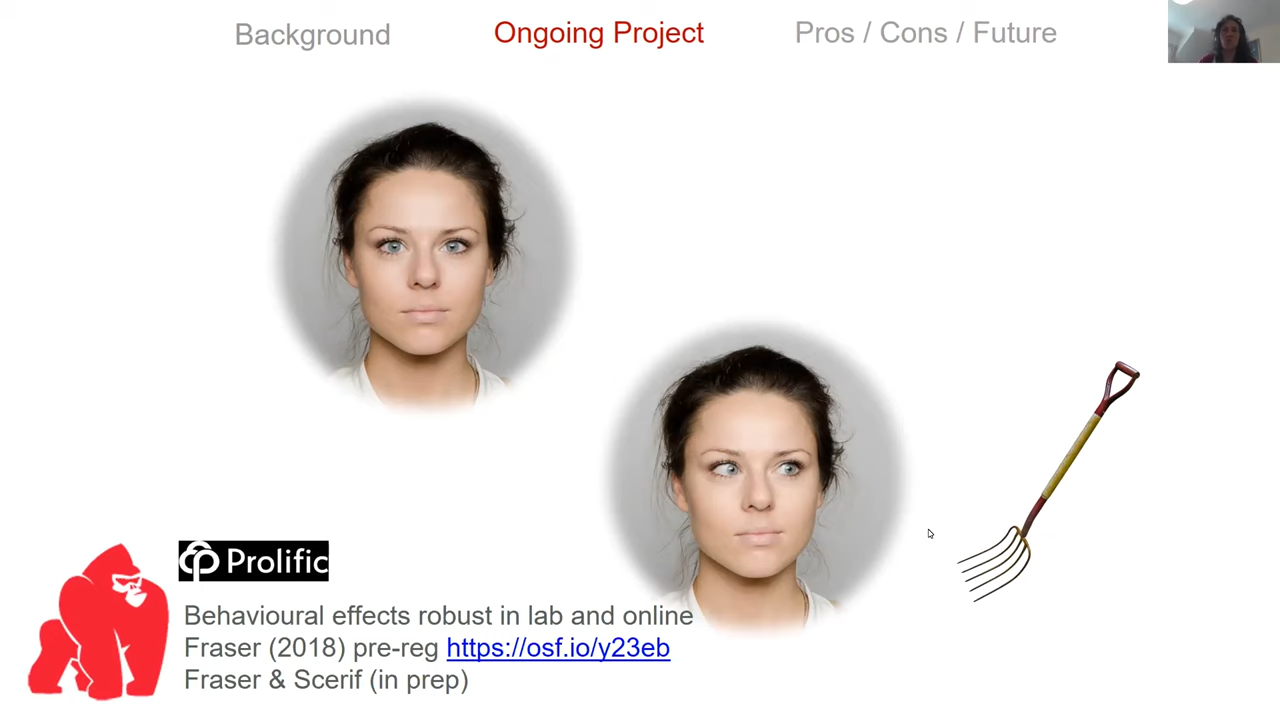 Background
Ongoing Project
Pros / Cons / Future
Prolific
Behavioural effects robust in lab and online
Fraser (2018) pre-reg https://osf.io/y23eb
Fraser & Scerif (in prep)